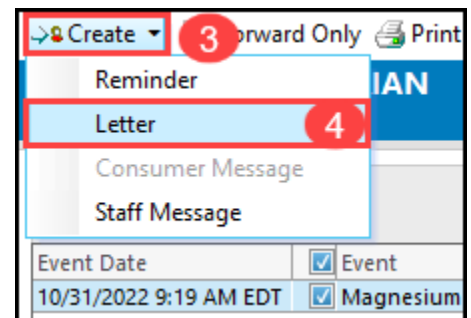 Create 3 orward Only Print
Reminder
IAN
Letter 4
Consumer Message
Staff Message
Event Date Event
10/31/2022 9:19 AM EDT Magnesium